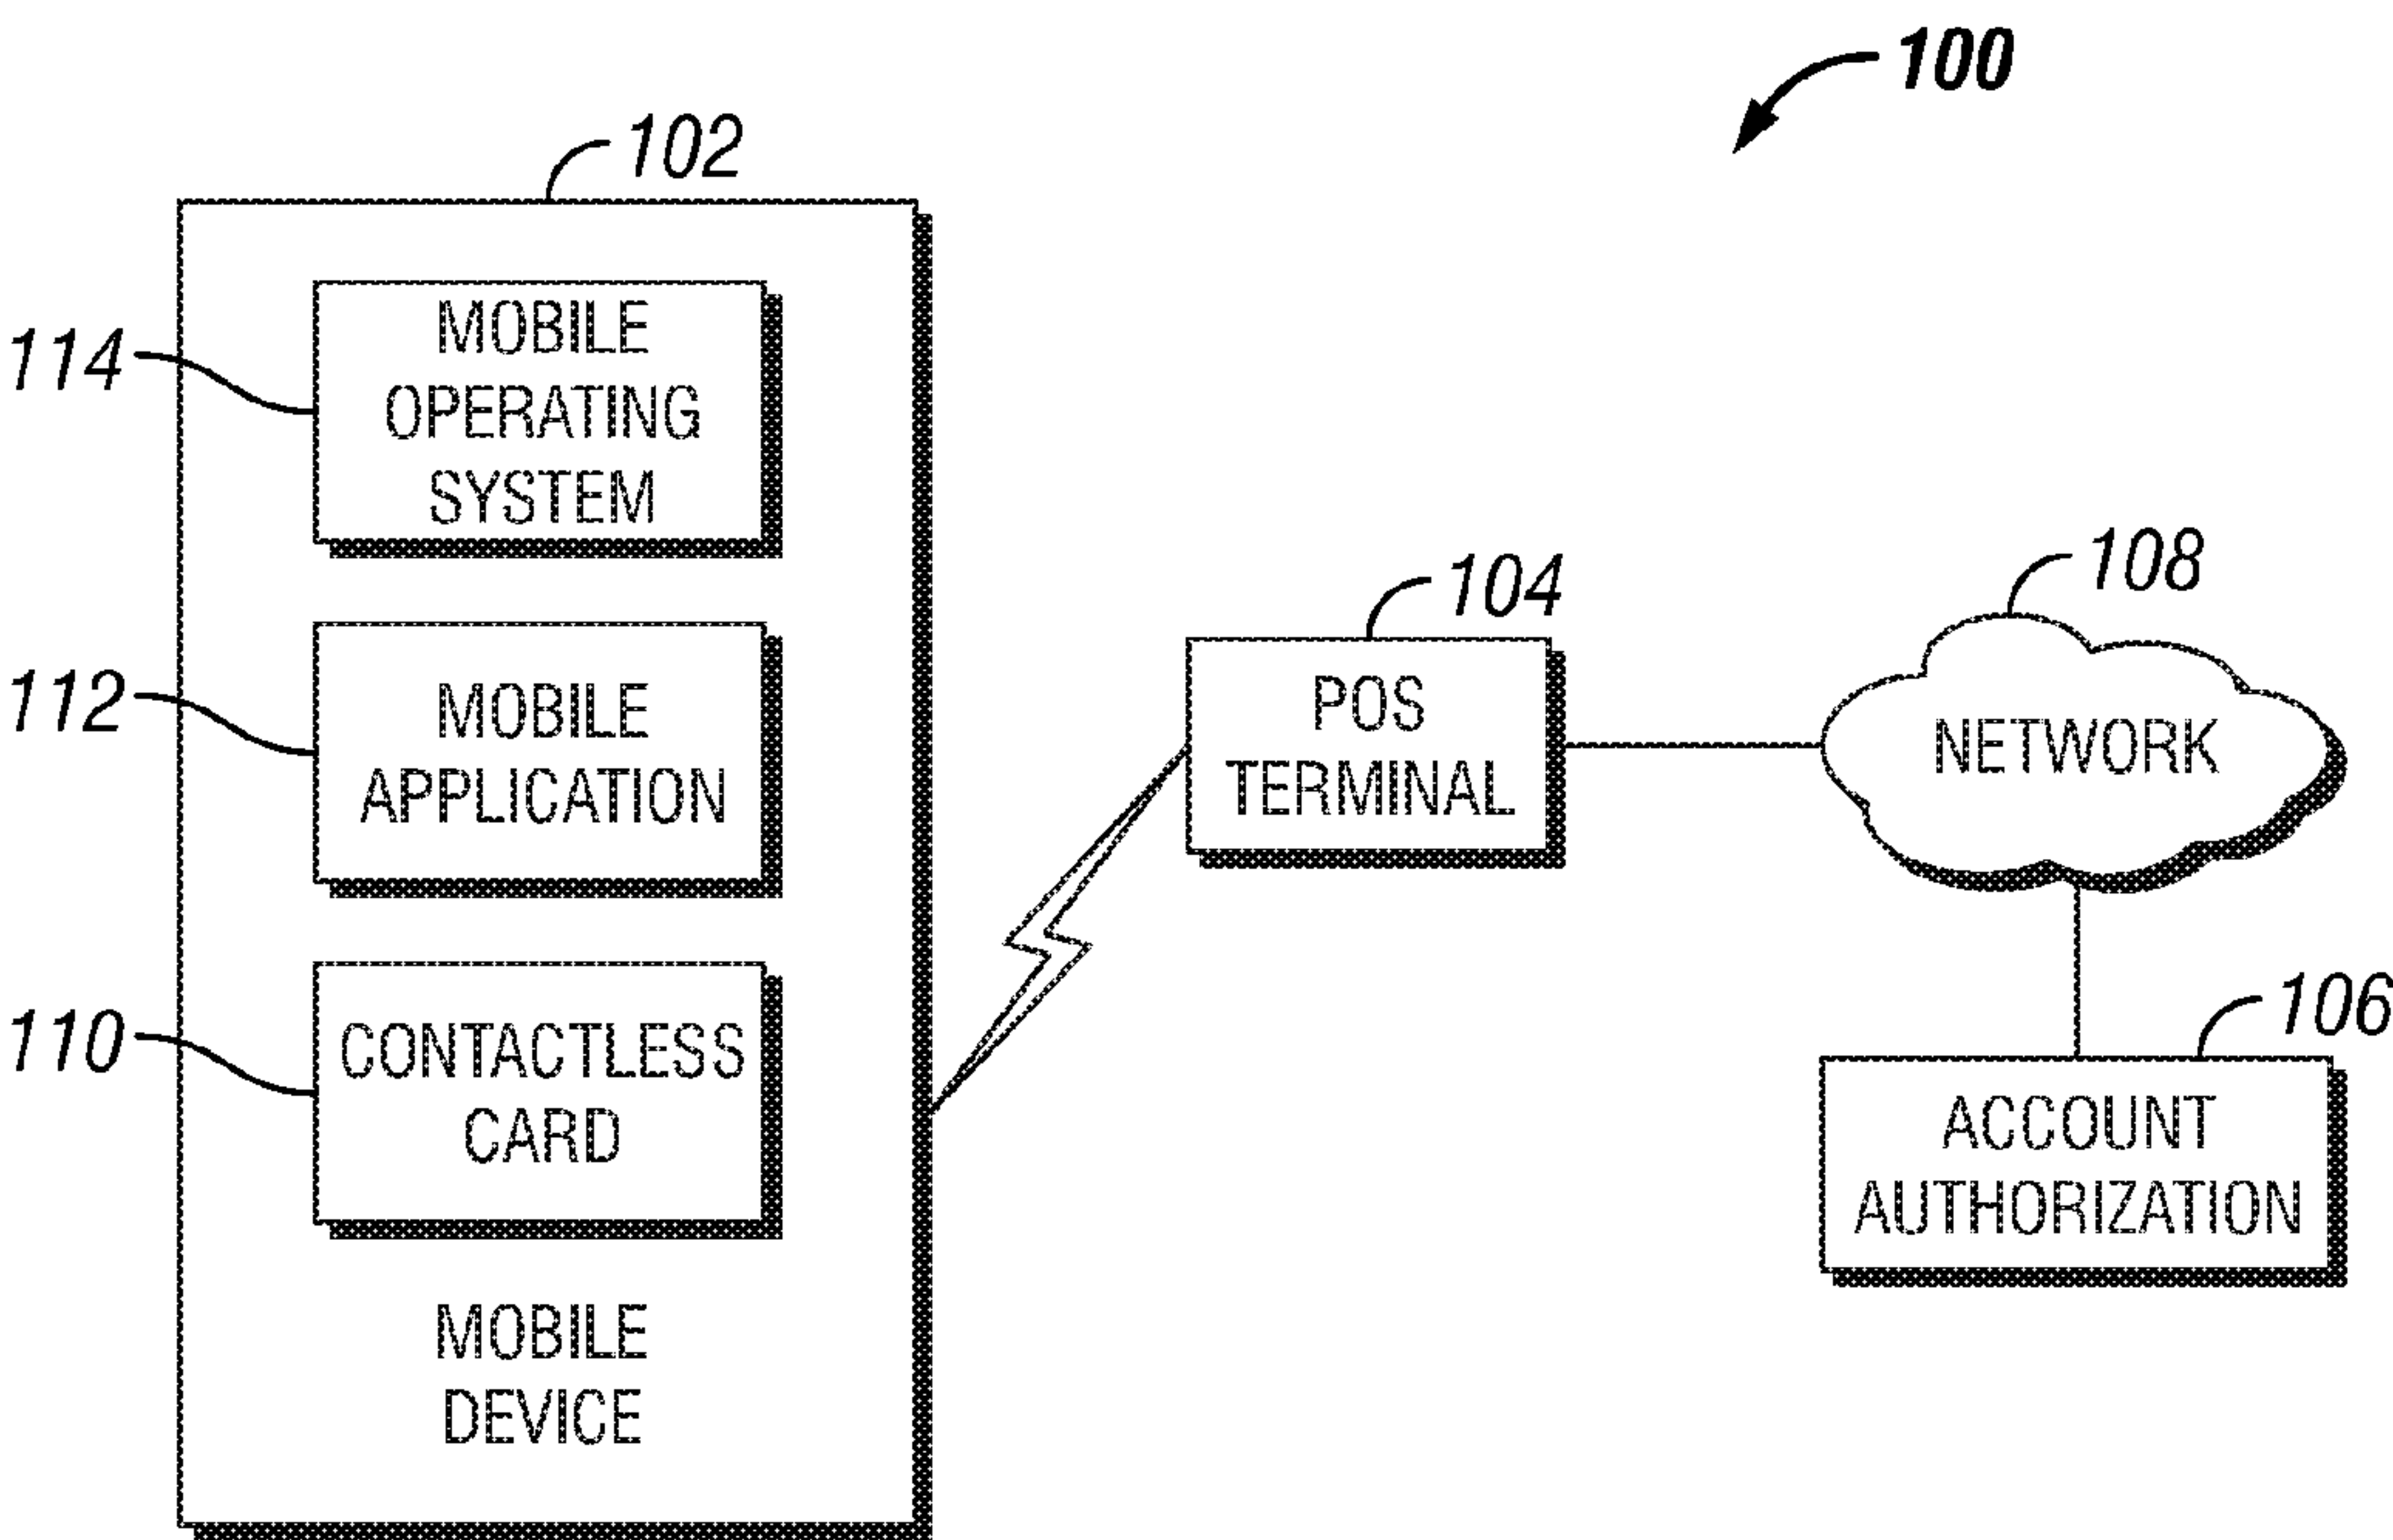 100
102
114
MOBILE
OPERATING
SYSTEM
112
MOBILE
APPLICATION
110
CONTACTLESS
CARD
MOBILE
DEVICE
104
POS
TERMINAL
108
NETWORK
106
ACCOUNT
AUTHORIZATION